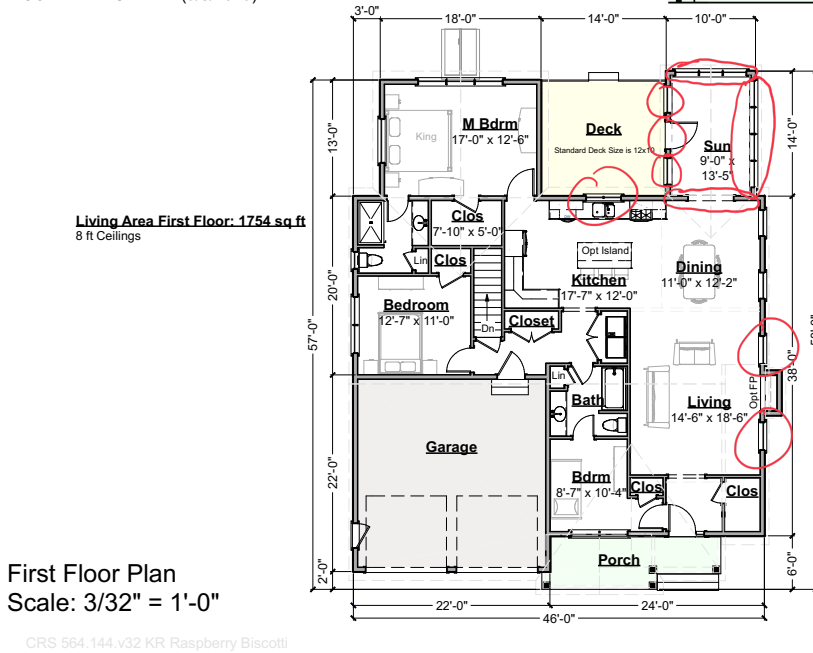 3'-0"
18'-0"
14'-0"
10'-0"
13'-0"
14'-0"
King
M Bdrm
17'-0" x 12'-6"
Deck
Standard Deck Size is 12x10
Sun
9'-0" x
13'-5"
Living Area First Floor: 1754 sq ft
8 ft Ceilings
Clos
7'-10" x 5'-0"
Lin
Clos
Opt Island
Kitchen
17'-7" x 12'-0"
Dining
11'-0" x 12'-2"
20'-0"
57'-0"
Bedroom
12'-7" x 11'-0"
Dn
Closet
38'-0"
Lin
Bath
Living
14'-6" x 18'-6"
Opt FP
Garage
22'-0"
Bdrm
8'-7" x 10'-4"
Clos
Clos
Porch
2'-0"
6'-0"
First Floor Plan
Scale: 3/32" = 1'-0"
22'-0"
24'-0"
46'-0"
CRS 564.144.v32 KR Raspberry Biscotti